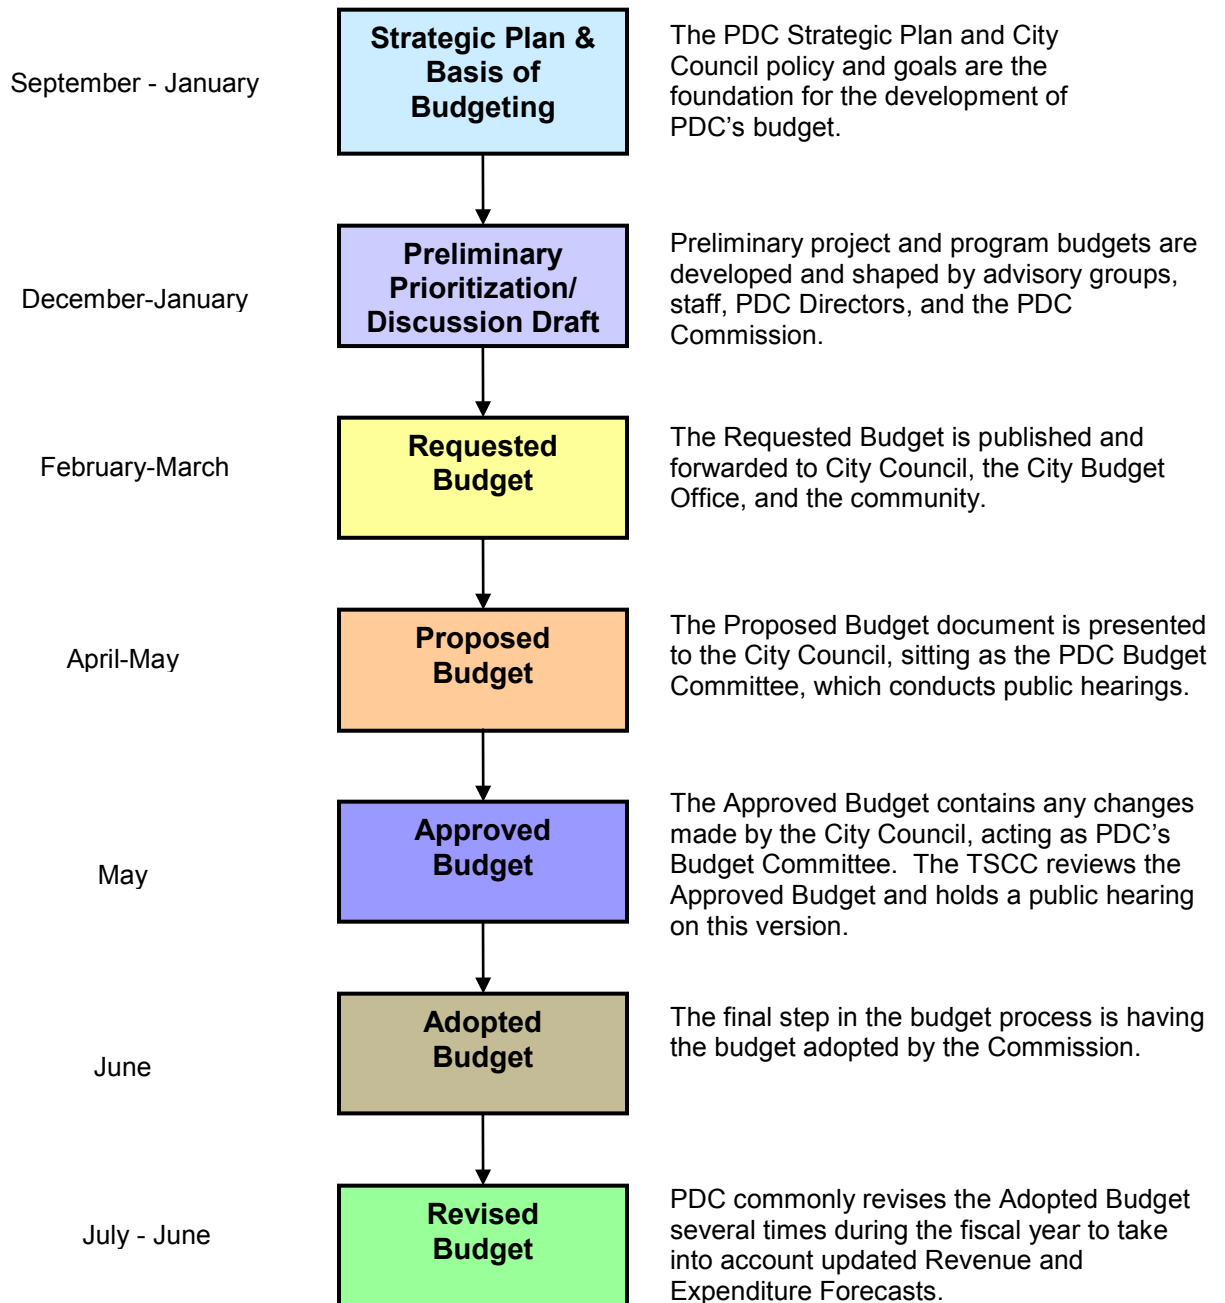 September - January
Strategic Plan &
Basis of
Budgeting
The PDC Strategic Plan and City
Council policy and goals are the
foundation for the development of
PDC’s budget.
December-January
Preliminary
Prioritization/
Discussion Draft
Preliminary project and program budgets are
developed and shaped by advisory groups,
staff, PDC Directors, and the PDC
Commission.
February-March
Requested
Budget
The Requested Budget is published and
forwarded to City Council, the City Budget
Office, and the community.
April-May
Proposed
Budget
The Proposed Budget document is presented
to the City Council, sitting as the PDC Budget
Committee, which conducts public hearings.
May
Approved
Budget
The Approved Budget contains any changes
made by the City Council, acting as PDC’s
Budget Committee.  The TSCC reviews the
Approved Budget and holds a public hearing
on this version.
June
Adopted
Budget
The final step in the budget process is having
the budget adopted by the Commission.
July - June
Revised
Budget
PDC commonly revises the Adopted Budget
several times during the fiscal year to take
into account updated Revenue and
Expenditure Forecasts.